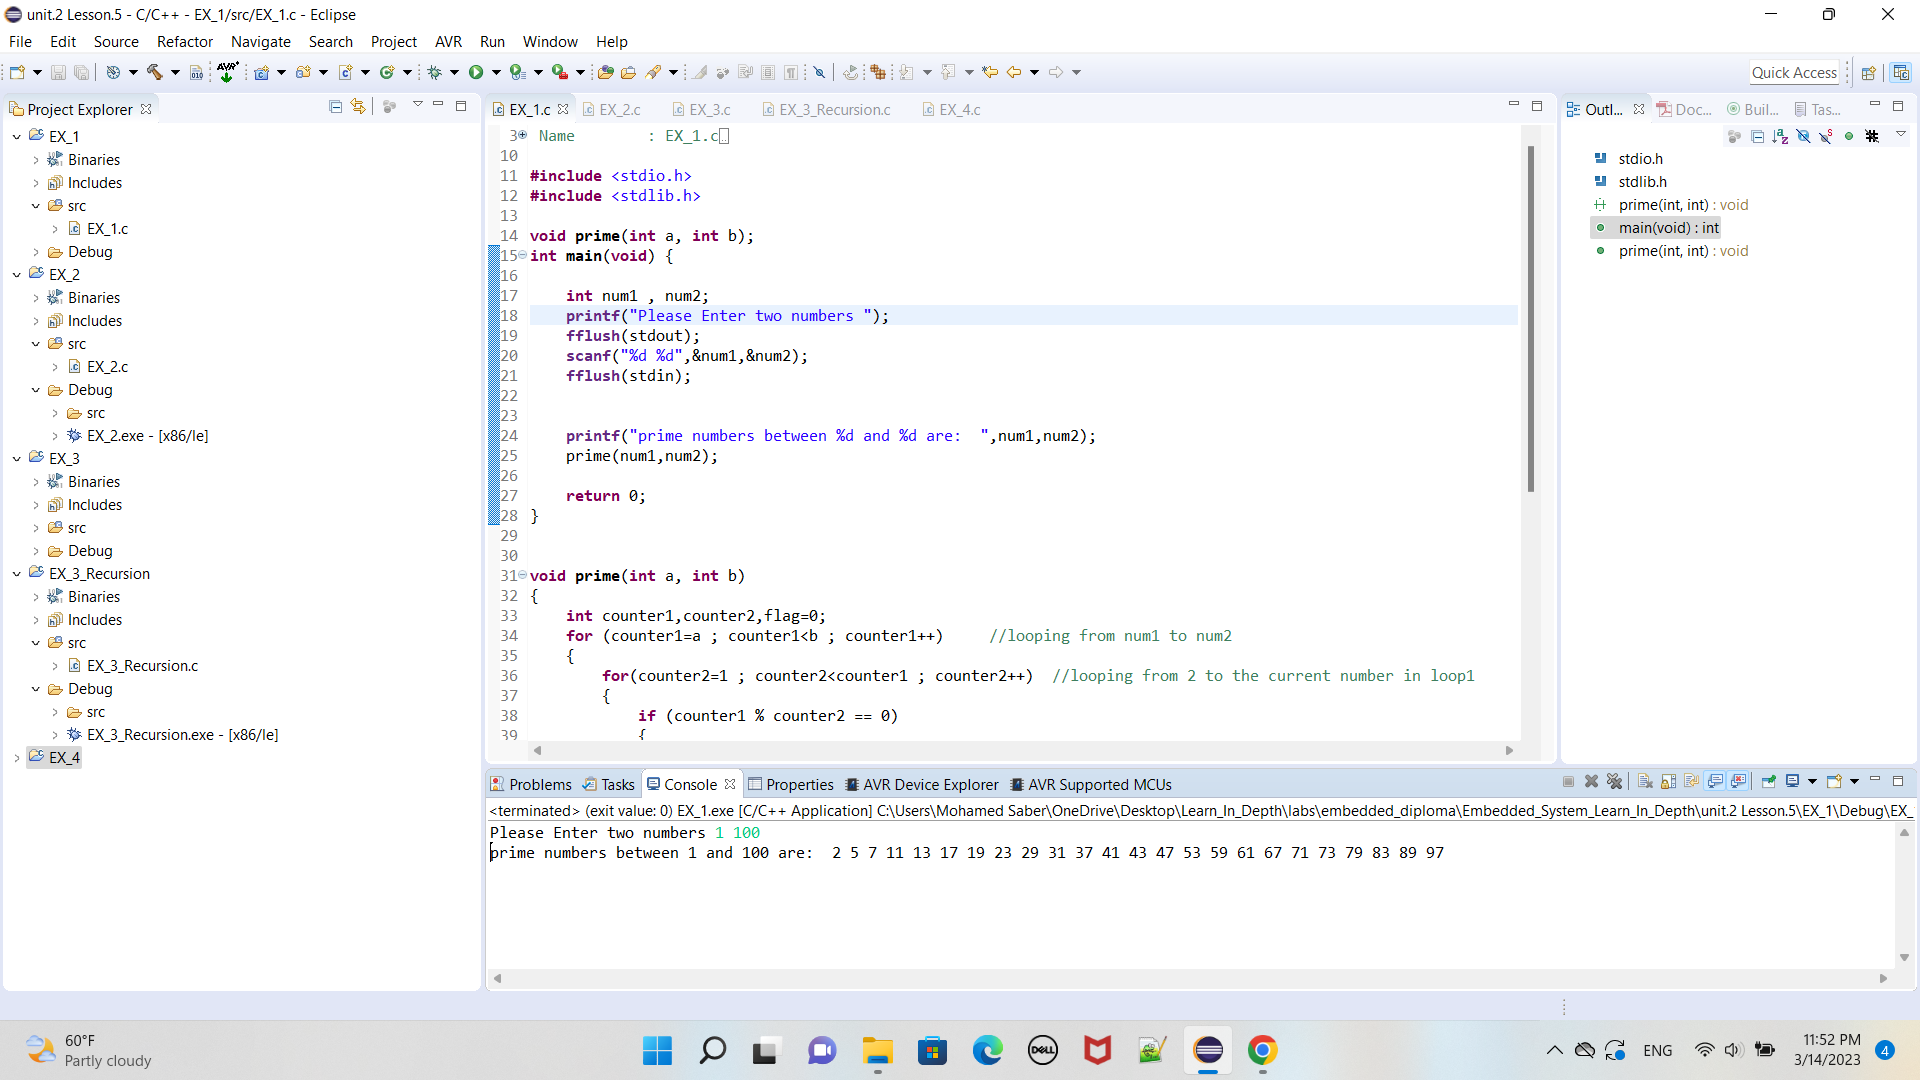 unit.2 Lesson.5 - C/C++ - EX_1/src/EX_1.c - Eclipse
File Edit Source Refactor Navigate Search Project AVR Run Window Help
Quick Access
Project Explorer
EX_1
Binaries
Includes
src
EX_1.c
Debug
EX_2
Binaries
Includes
src
EX_2.c
Debug
src
EX_2.exe - [x86/le]
EX_3
Binaries
Includes
src
Debug
EX_3_Recursion
Binaries
Includes
src
EX_3_Recursion.c
Debug
src
EX_3_Recursion.exe - [x86/le]
EX_4
EX_1.c EX_2.c EX_3.c EX_3_Recursion.c EX_4.c
3 Name : EX_1.c
10
11 #include <stdio.h>
12 #include <stdlib.h>
13
14 void prime(int a, int b);
15 int main(void) {
16
17 int num1 , num2;
18 printf("Please Enter two numbers ");
19 fflush(stdout);
20 scanf("%d %d",&num1,&num2);
21 fflush(stdin);
22
23
24 printf("prime numbers between %d and %d are:  ",num1,num2);
25 prime(num1,num2);
26
27 return 0;
28 }
29
30
31 void prime(int a, int b)
32 {
33 int counter1,counter2,flag=0;
34 for (counter1=a ; counter1<b ; counter1++) //looping from num1 to num2
35 {
36 for(counter2=1 ; counter2<counter1 ; counter2++) //looping from 2 to the current number in loop1
37 {
38 if (counter1 % counter2 == 0)
39 {
Outl... Doc... Buil... Tas...
stdio.h
stdlib.h
prime(int, int) : void
main(void) : int
prime(int, int) : void
Problems Tasks Console Properties AVR Device Explorer AVR Supported MCUs
<terminated> (exit value: 0) EX_1.exe [C/C++ Application] C:\Users\Mohamed Saber\OneDrive\Desktop\Learn_In_Depth\labs\embedded_diploma\Embedded_System_Learn_In_Depth\unit.2 Lesson.5\EX_1\Debug\EX_
Please Enter two numbers 1 100
prime numbers between 1 and 100 are:  2 5 7 11 13 17 19 23 29 31 37 41 43 47 53 59 61 67 71 73 79 83 89 97
60°F
Partly cloudy
DELL
ENG
11:52 PM
3/14/2023
4